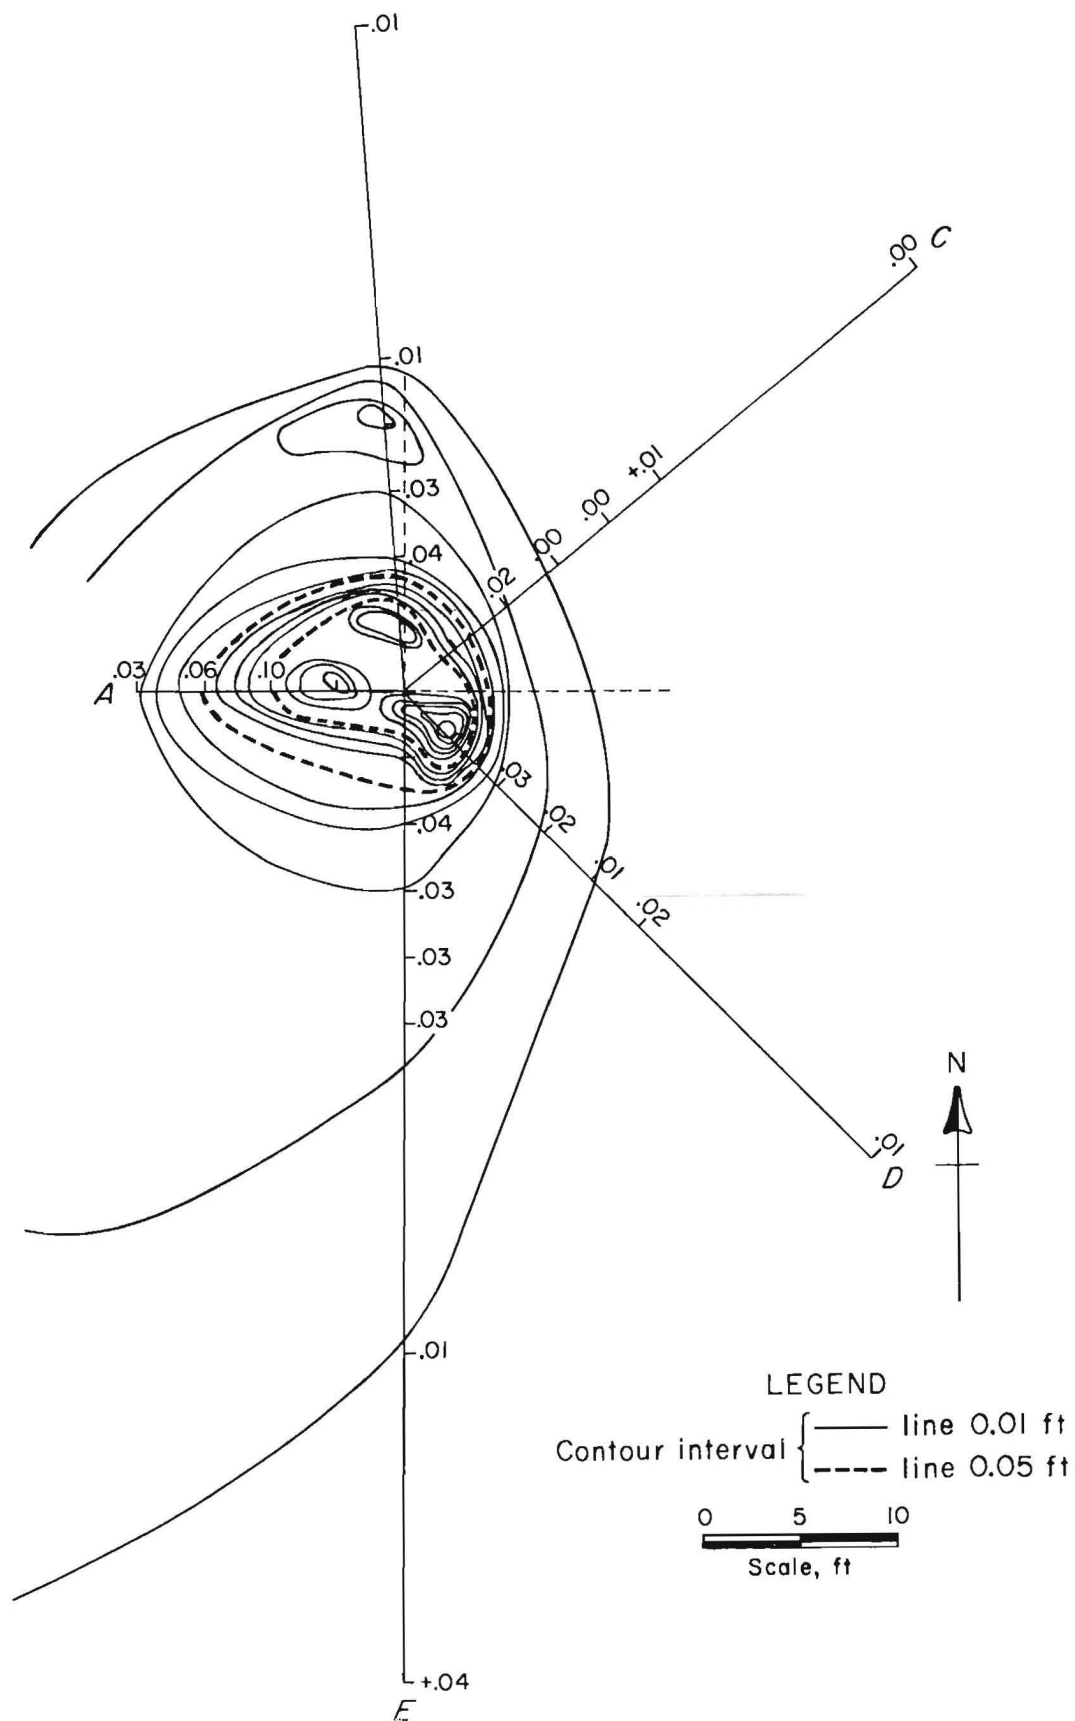 .01
.00 C
.01
+.01
.03
.00
.00
.04
.02
.03 .06 .10
A
.03
.04
.02
.01
.03
.02
.03
.03
N
.01
D
.01
LEGEND
Contour interval { line 0.01 ft
line 0.05 ft
0 5 10
Scale, ft
+.04
E